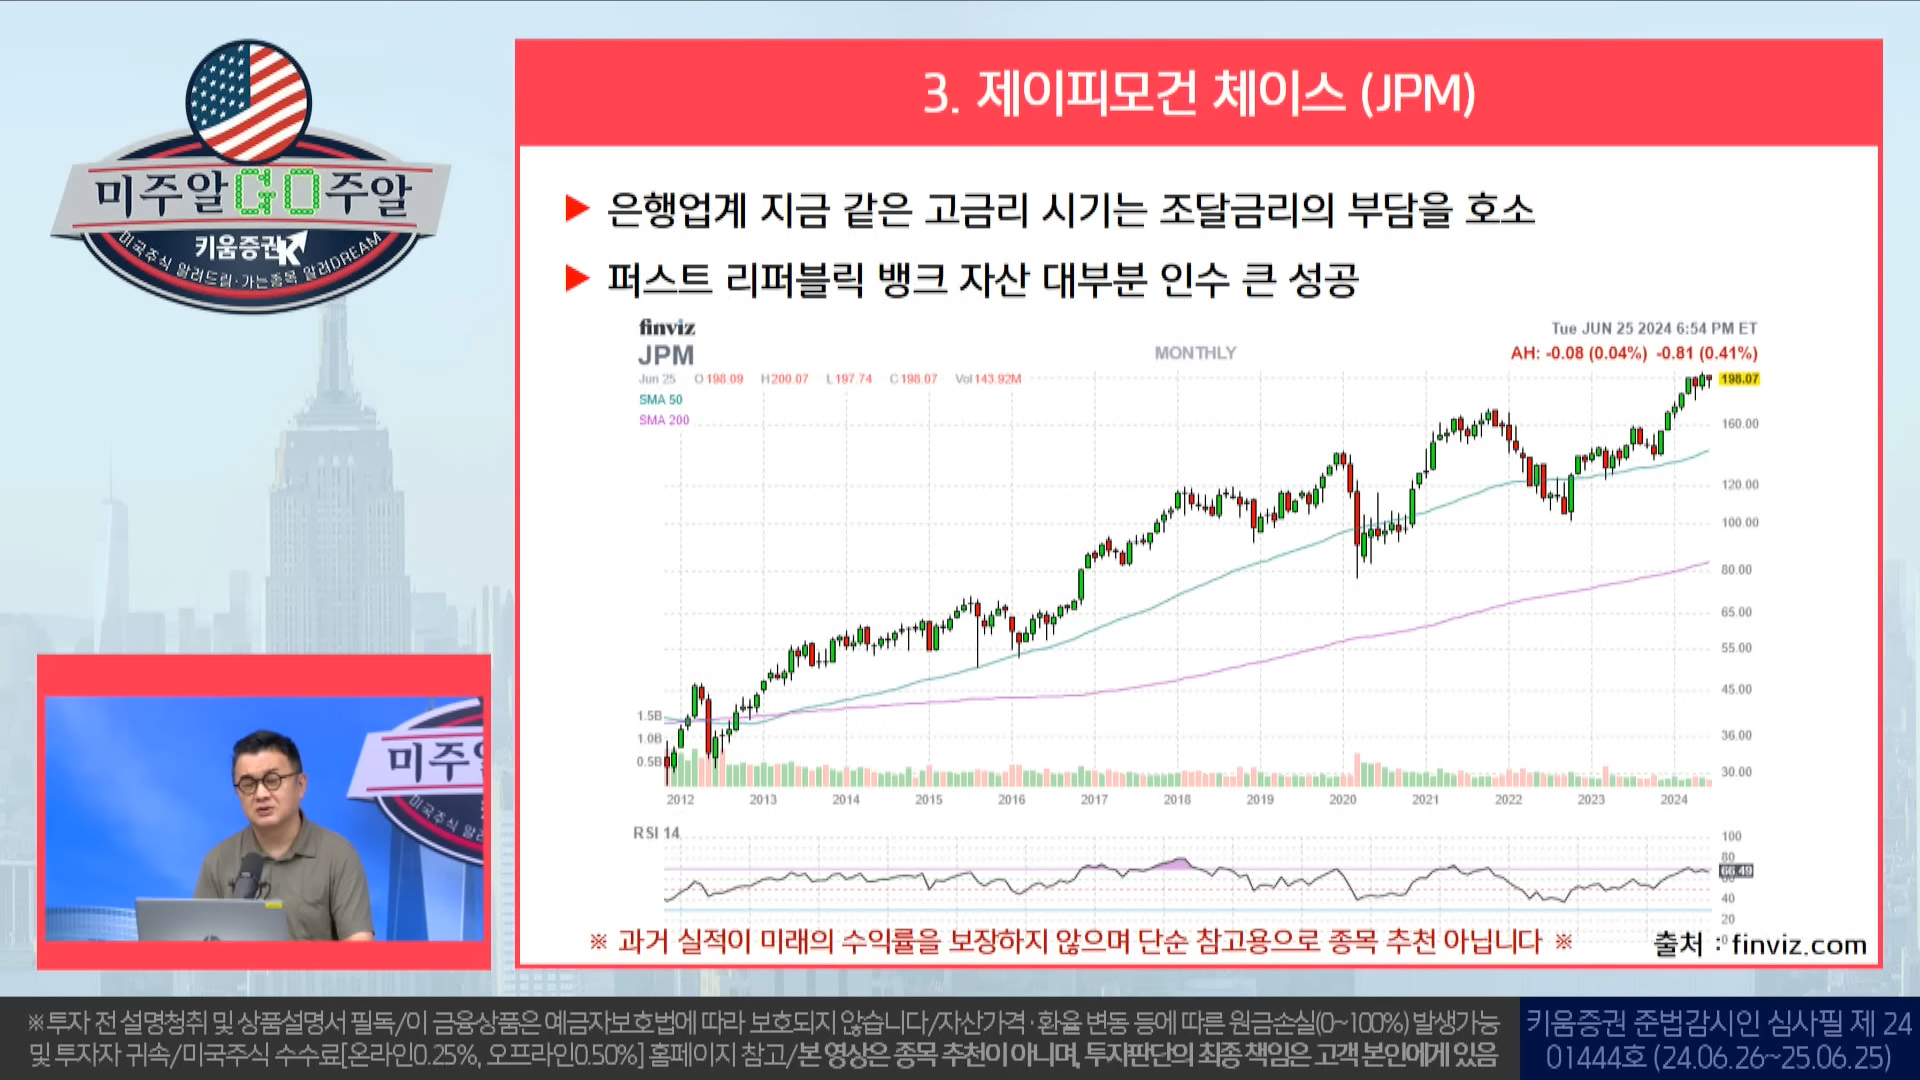 미주알GO주알
키움증권
미국주식 알려드림·가는종목 알려DREAM
3. 제이피모건 체이스 (JPM)
▶ 은행업계 지금 같은 고금리 시기는 조달금리의 부담을 호소
▶ 퍼스트 리퍼블릭 뱅크 자산 대부분 인수 큰 성공
finviz
Tue JUN 25 2024 6:54 PM ET
JPM
MONTHLY
AH: -0.08 (0.04%) -0.81 (0.41%)
Jun 25 O 198.09 H 200.07 L 197.74 C 198.07 Vol 143.92M
198.07
SMA 50
SMA 200
160.00
120.00
100.00
80.00
65.00
55.00
45.00
36.00
30.00
1.5B
1.0B
0.5B
2012 2013 2014 2015 2016 2017 2018 2019 2020 2021 2022 2023 2024
RSI 14
100
80
66.49
40
20
0
※ 과거 실적이 미래의 수익률을 보장하지 않으며 단순 참고용으로 종목 추천 아닙니다 ※
출처 : finviz.com
미주알
미국주식 알려
※투자 전 설명청취 및 상품설명서 필독/이 금융상품은 예금자보호법에 따라 보호되지 않습니다/자산가격·환율 변동 등에 따른 원금손실(0~100%) 발생가능
및 투자자 귀속/미국주식 수수료[온라인0.25%, 오프라인0.50%] 홈페이지 참고/본 영상은 종목 추천이 아니며, 투자판단의 최종 책임은 고객 본인에게 있음
키움증권 준법감시인 심사필 제 24
01444호 (24.06.26~25.06.25)